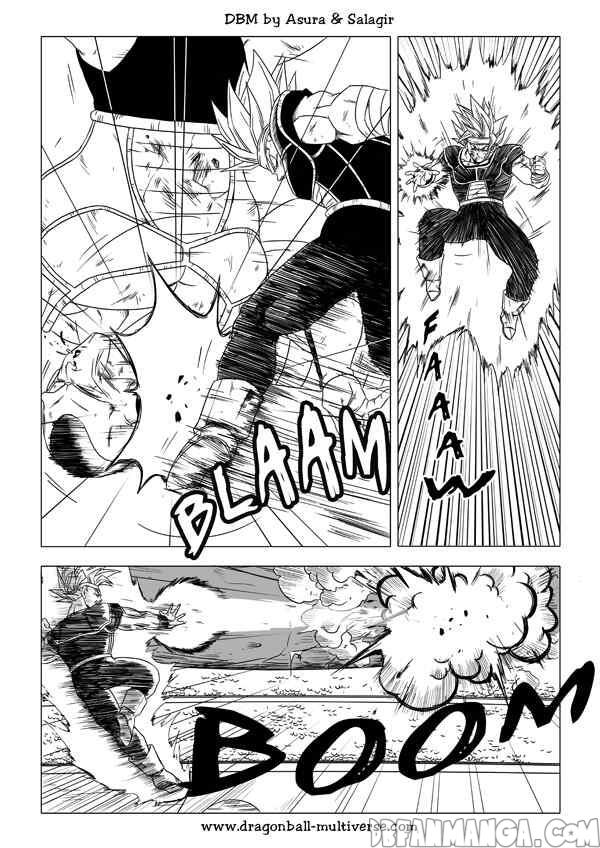 DBM by Asura & Salagir
BLAAM
FAAAAW
BOOM
www.dragonball-multiverse.com
DBFANMANGA.COM